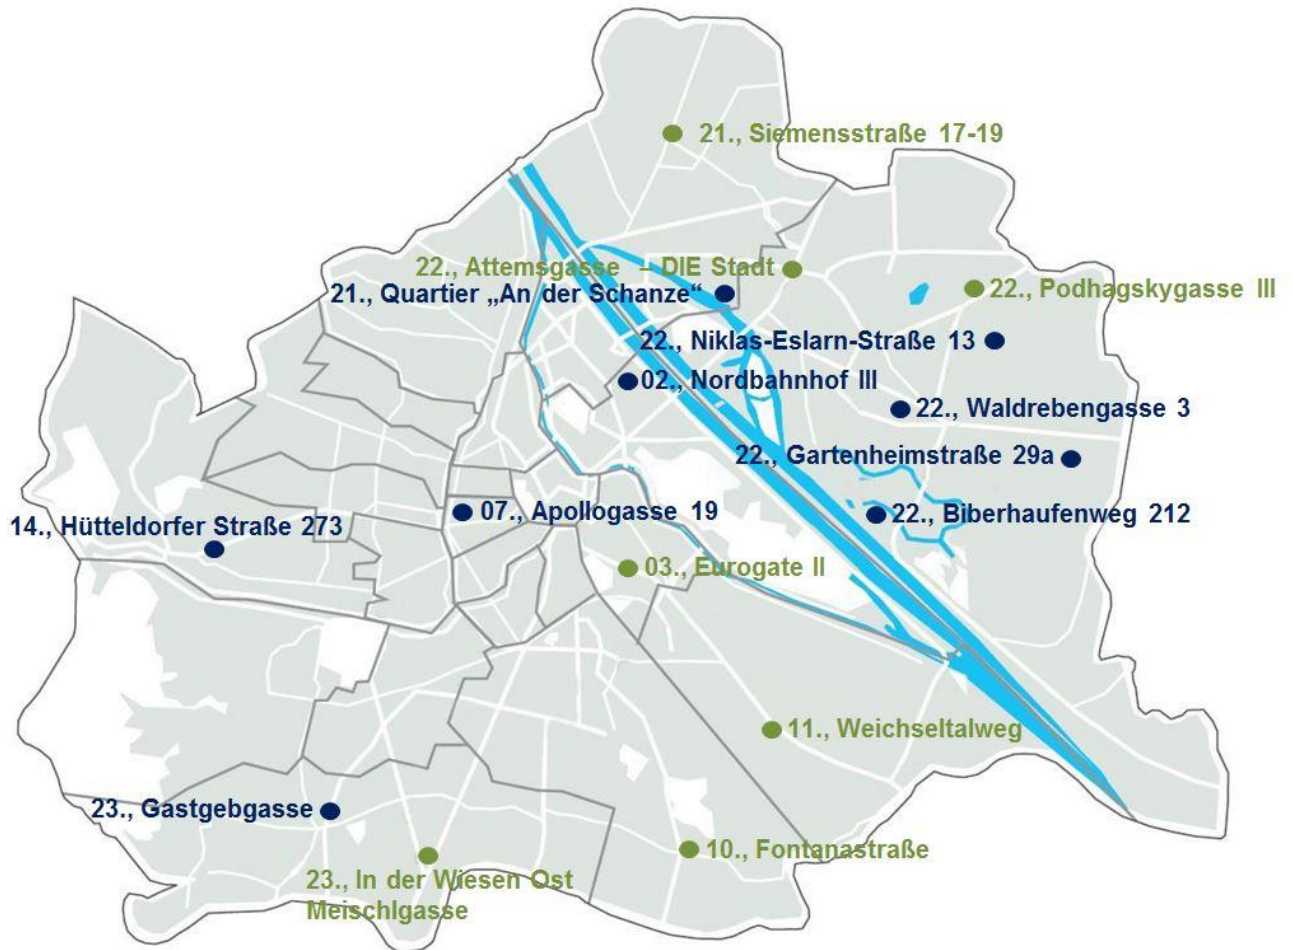 21., Siemensstraße 17-19
22., Attemsgasse – DIE Stadt
21., Quartier „An der Schanze“
22., Podhagskygasse III
22., Niklas-Eslarn-Straße 13
02., Nordbahnhof III
22., Waldrebengasse 3
22., Gartenheimstraße 29a
07., Apollogasse 19
22., Biberhaufenweg 212
14., Hütteldorfer Straße 273
03., Eurogate II
11., Weichseltalweg
23., Gastgebgasse
10., Fontanastraße
23., In der Wiesen Ost
Meischlgasse